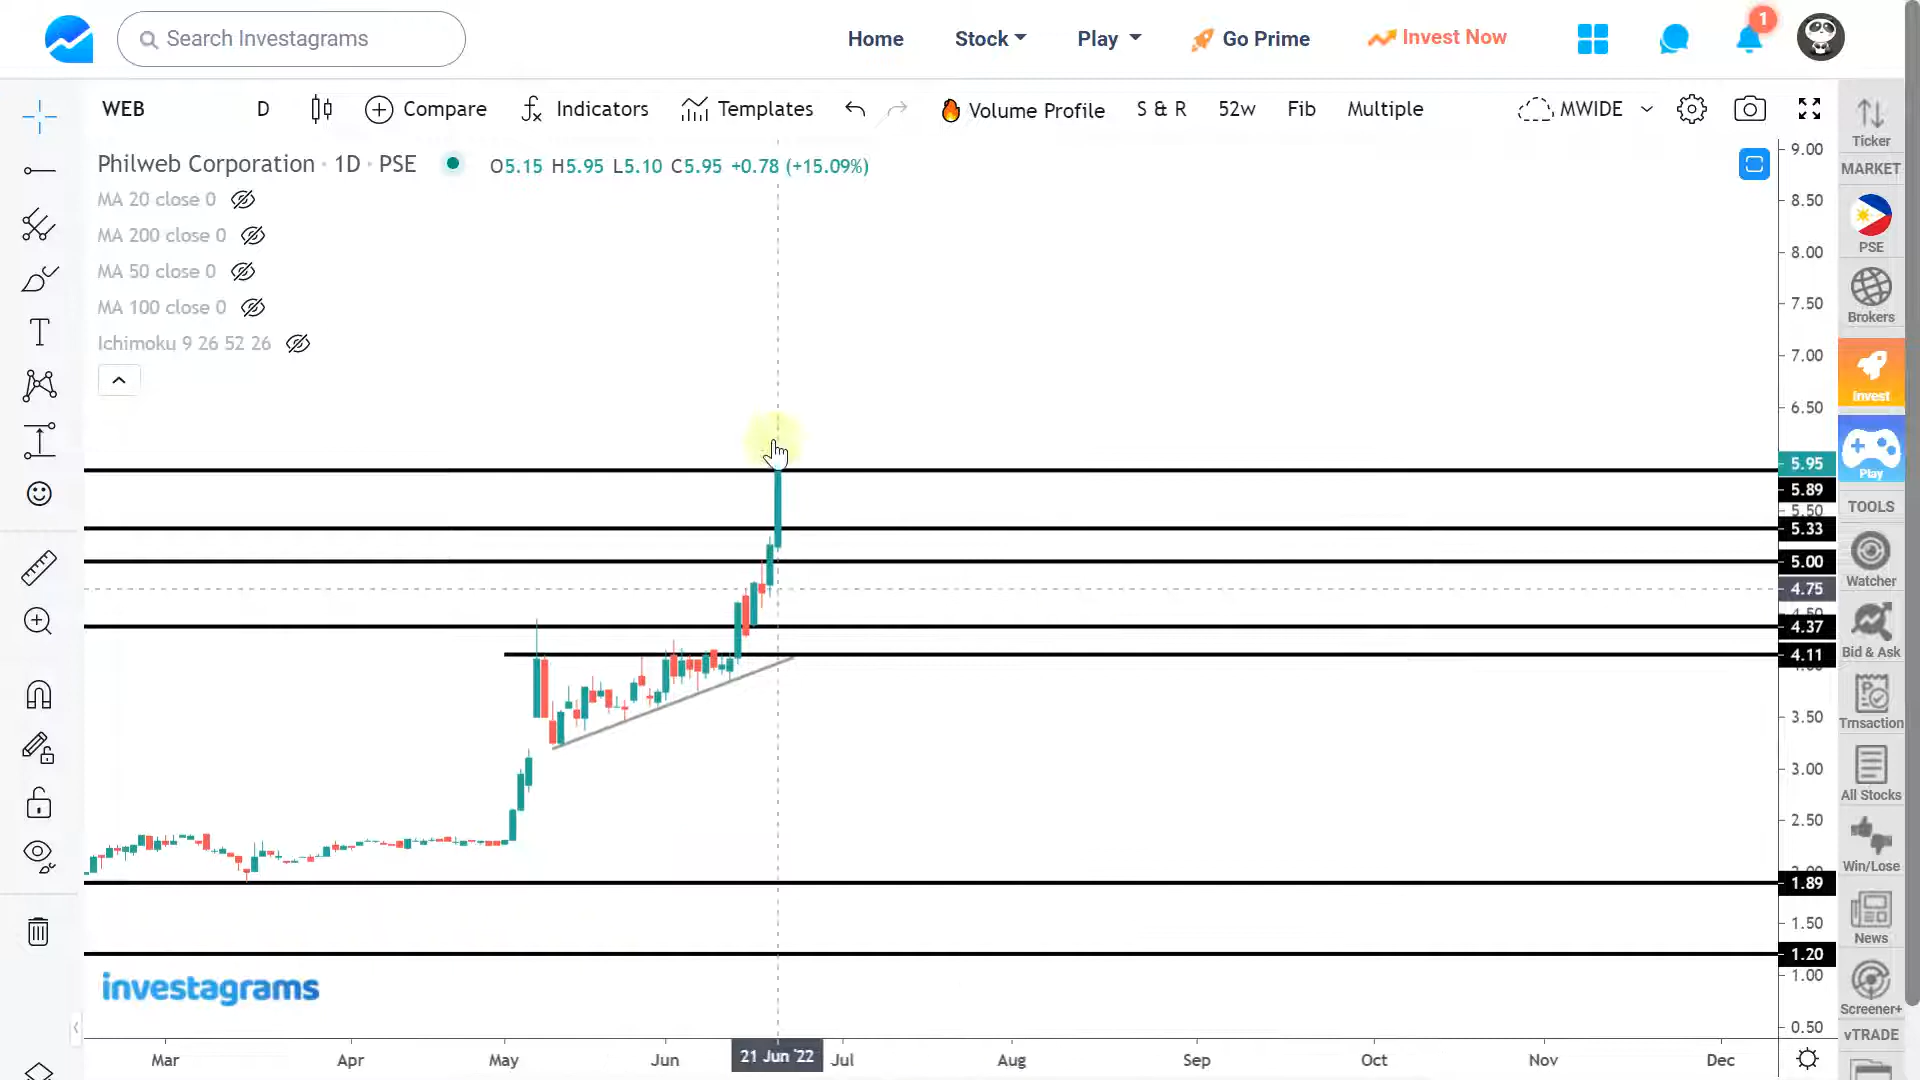 Search Investagrams
Home
Stock
Play
Go Prime
Invest Now
1
WEB
D
Compare
Indicators
Templates
Volume Profile
S & R
52w
Fib
Multiple
MWIDE
Philweb Corporation · 1D · PSE
O5.15 H5.95 L5.10 C5.95 +0.78 (+15.09%)
MA 20 close 0
MA 200 close 0
MA 50 close 0
MA 100 close 0
Ichimoku 9 26 52 26
9.00
8.50
8.00
7.50
7.00
6.50
5.95
5.89
5.50
5.33
5.00
4.75
4.50
4.37
4.11
3.50
3.00
2.50
1.89
1.50
1.20
1.00
0.50
investagrams
Mar
Apr
May
Jun
21 Jun '22
Jul
Aug
Sep
Oct
Nov
Dec
Ticker
MARKET
PSE
Brokers
Invest
Play
TOOLS
Watcher
Bid & Ask
Trnsaction
All Stocks
Win/Lose
News
Screener+
vTRADE